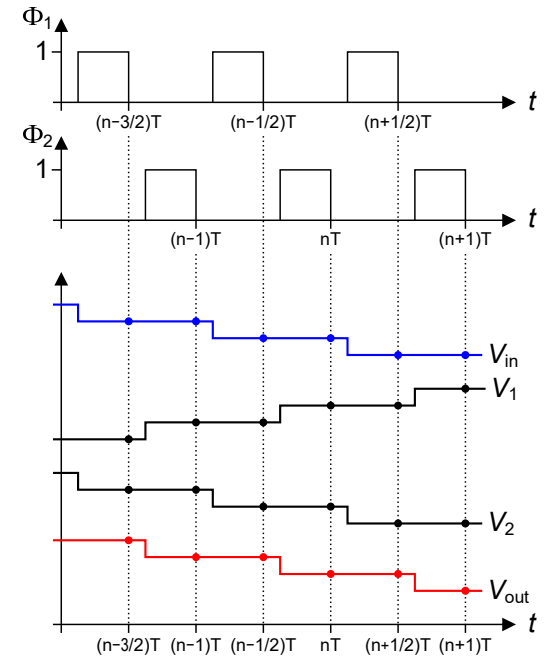 Φ1
1
t
(n−3/2)T (n−1/2)T (n+1/2)T
Φ2
1
t
(n−1)T nT (n+1)T
Vin
V1
V2
Vout
t
(n−3/2)T (n−1)T (n−1/2)T nT (n+1/2)T (n+1)T